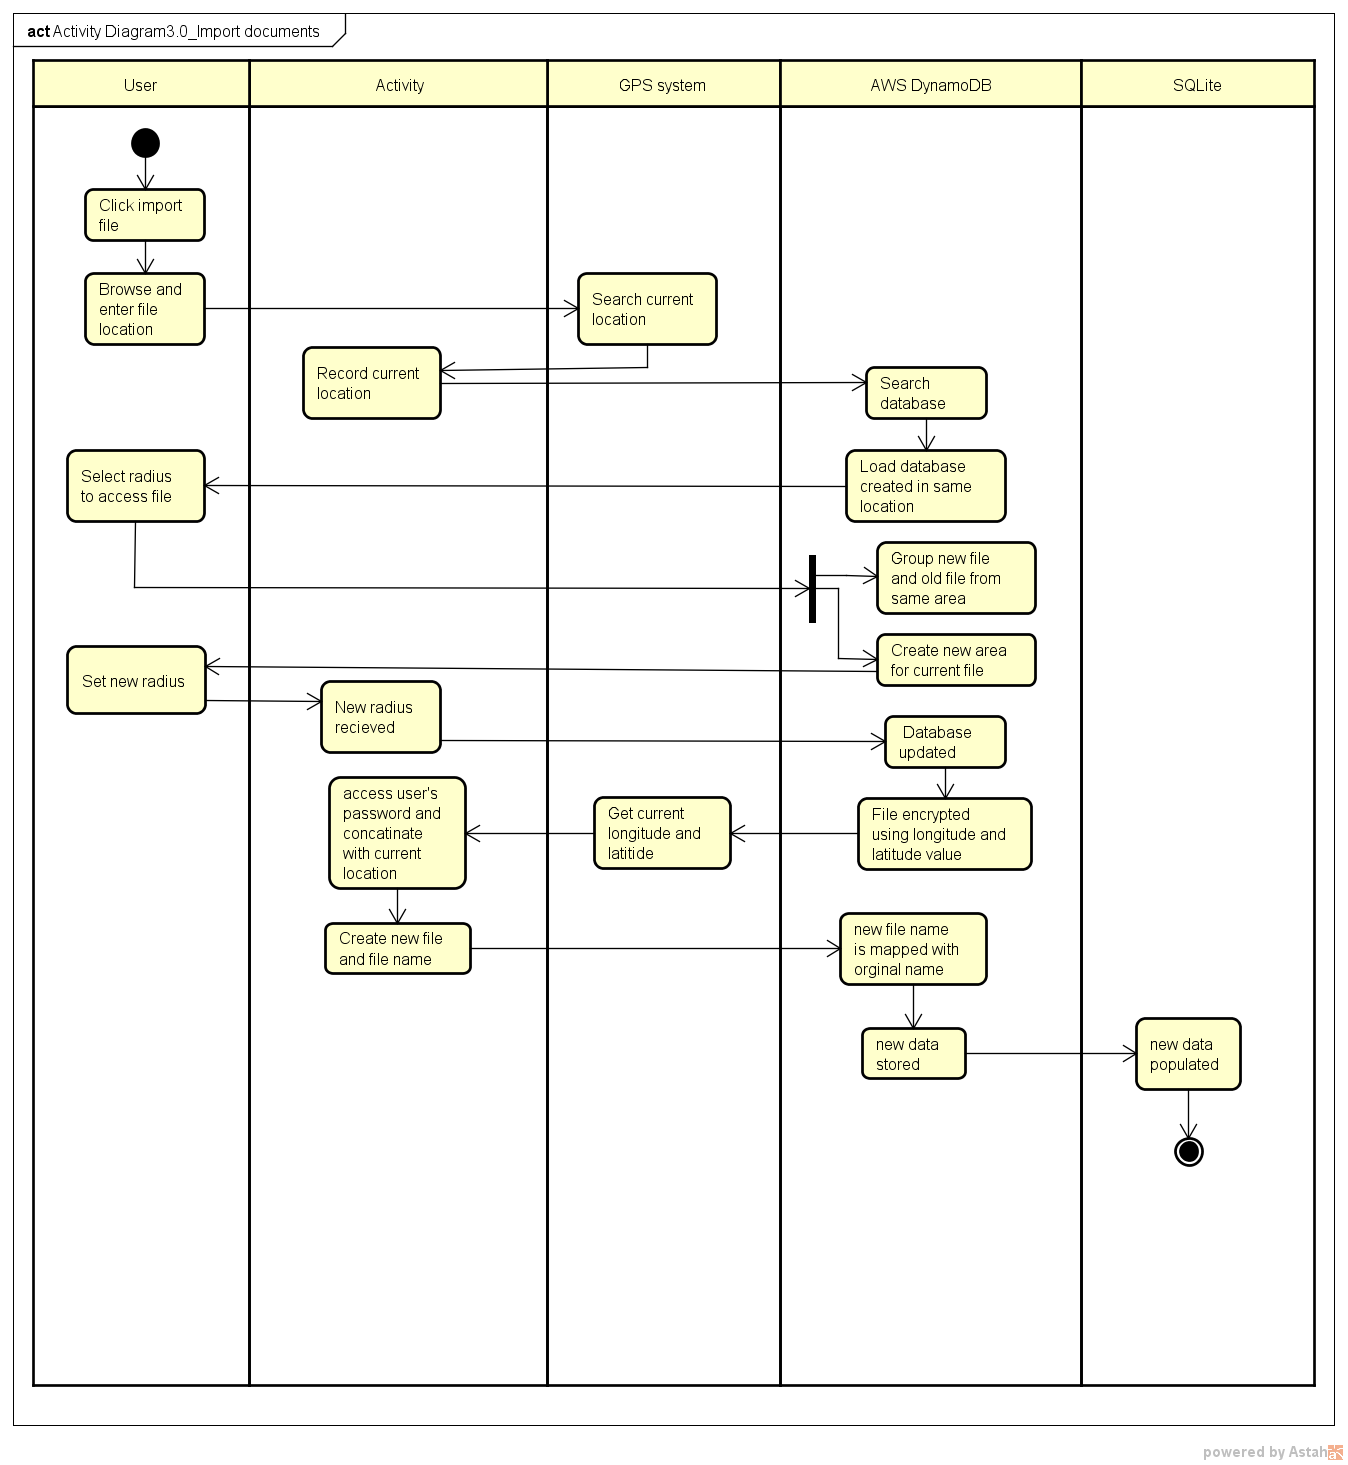 act Activity Diagram3.0_Import documents
User
Activity
GPS system
AWS DynamoDB
SQLite
Click import
file
Browse and
enter file
location
Search current
location
Record current
location
Search
database
Select radius
to access file
Load database
created in same
location
Group new file
and old file from
same area
Create new area
for current file
Set new radius
New radius
recieved
Database
updated
access user's
password and
concatinate
with current
location
Get current
longitude and
latitide
File encrypted
using longitude and
latitude value
Create new file
and file name
new file name
is mapped with
orginal name
new data
stored
new data
populated
powered by Astah